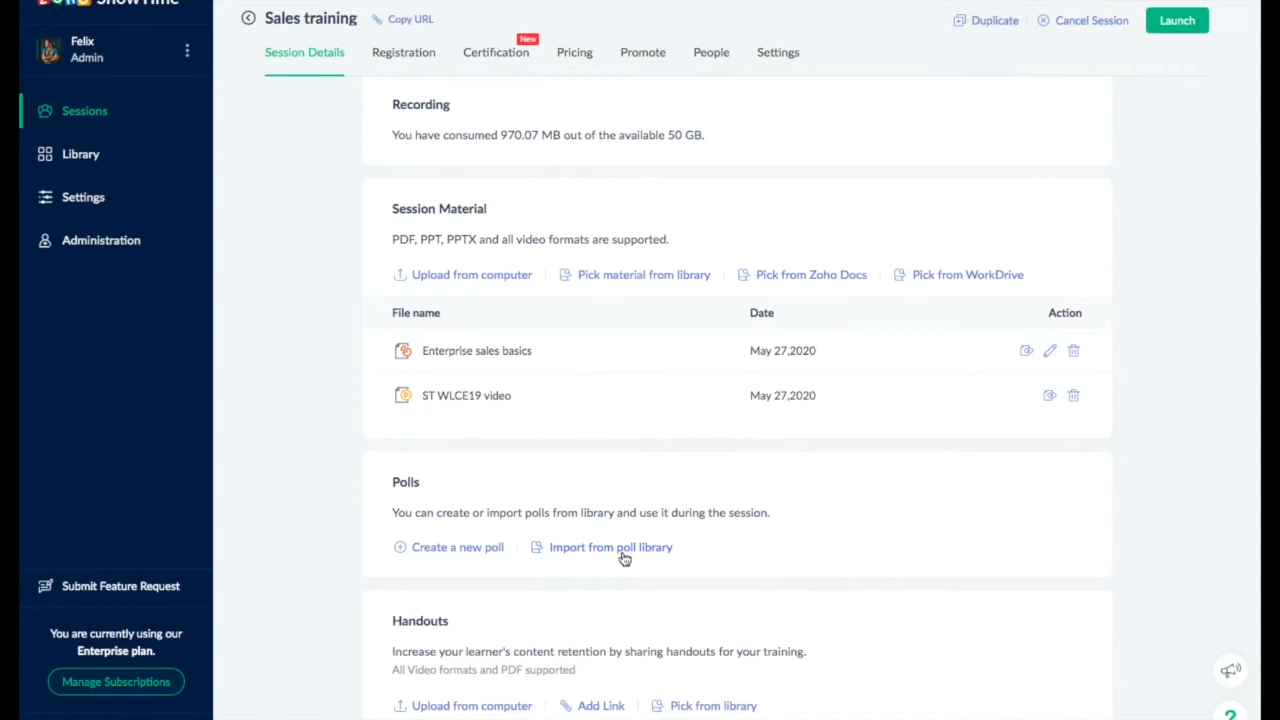 ZOHO ShowTime
Felix
Admin
Sessions
Library
Settings
Administration
Submit Feature Request
You are currently using our
Enterprise plan.
Manage Subscriptions
Sales training
Copy URL
Duplicate
Cancel Session
Launch
Session Details
Registration
Certification
New
Pricing
Promote
People
Settings
Recording
You have consumed 970.07 MB out of the available 50 GB.
Session Material
PDF, PPT, PPTX and all video formats are supported.
Upload from computer
Pick material from library
Pick from Zoho Docs
Pick from WorkDrive
File name
Date
Action
Enterprise sales basics
May 27,2020
ST WLCE19 video
May 27,2020
Polls
You can create or import polls from library and use it during the session.
Create a new poll
Import from poll library
Handouts
Increase your learner's content retention by sharing handouts for your training.
All Video formats and PDF supported
Upload from computer
Add Link
Pick from library
?